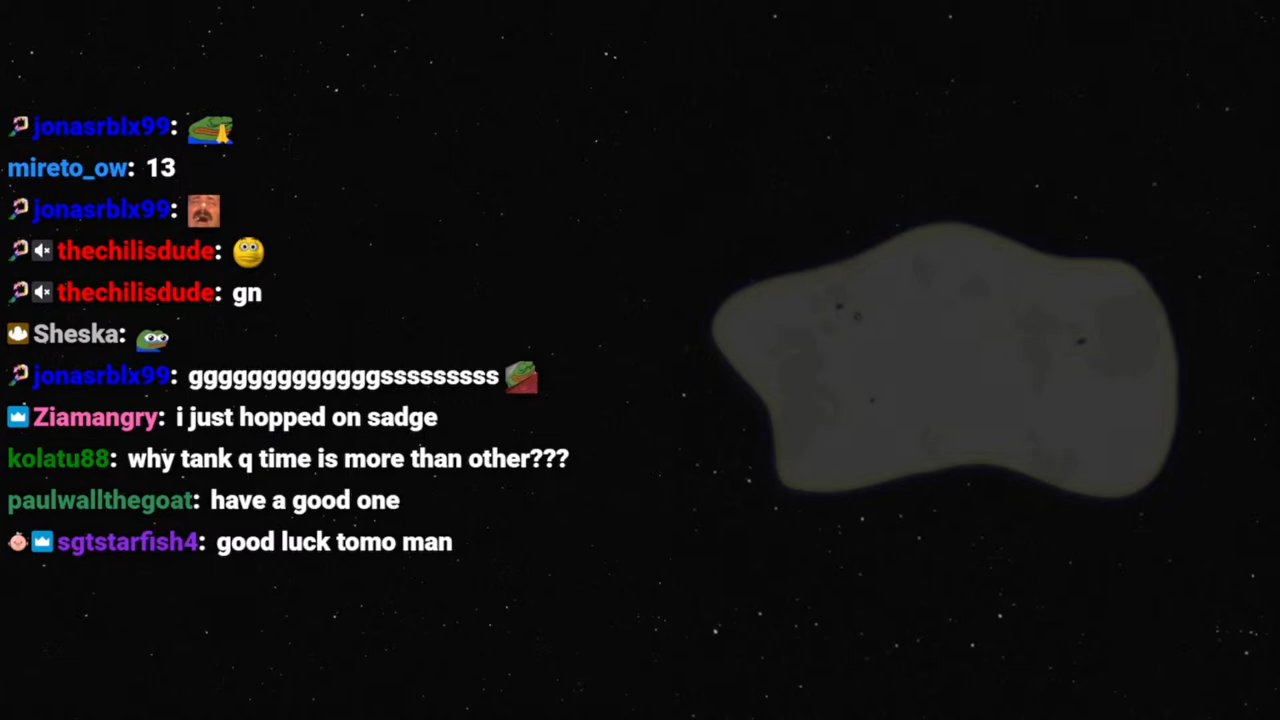 jonasrblx99:
mireto_ow: 13
jonasrblx99:
thechilisdude:
thechilisdude: gn
Sheska:
jonasrblx99: gggggggggggggsssssssss
Ziamangry: i just hopped on sadge
kolatu88: why tank q time is more than other???
paulwallthegoat: have a good one
sgtstarfish4: good luck tomo man